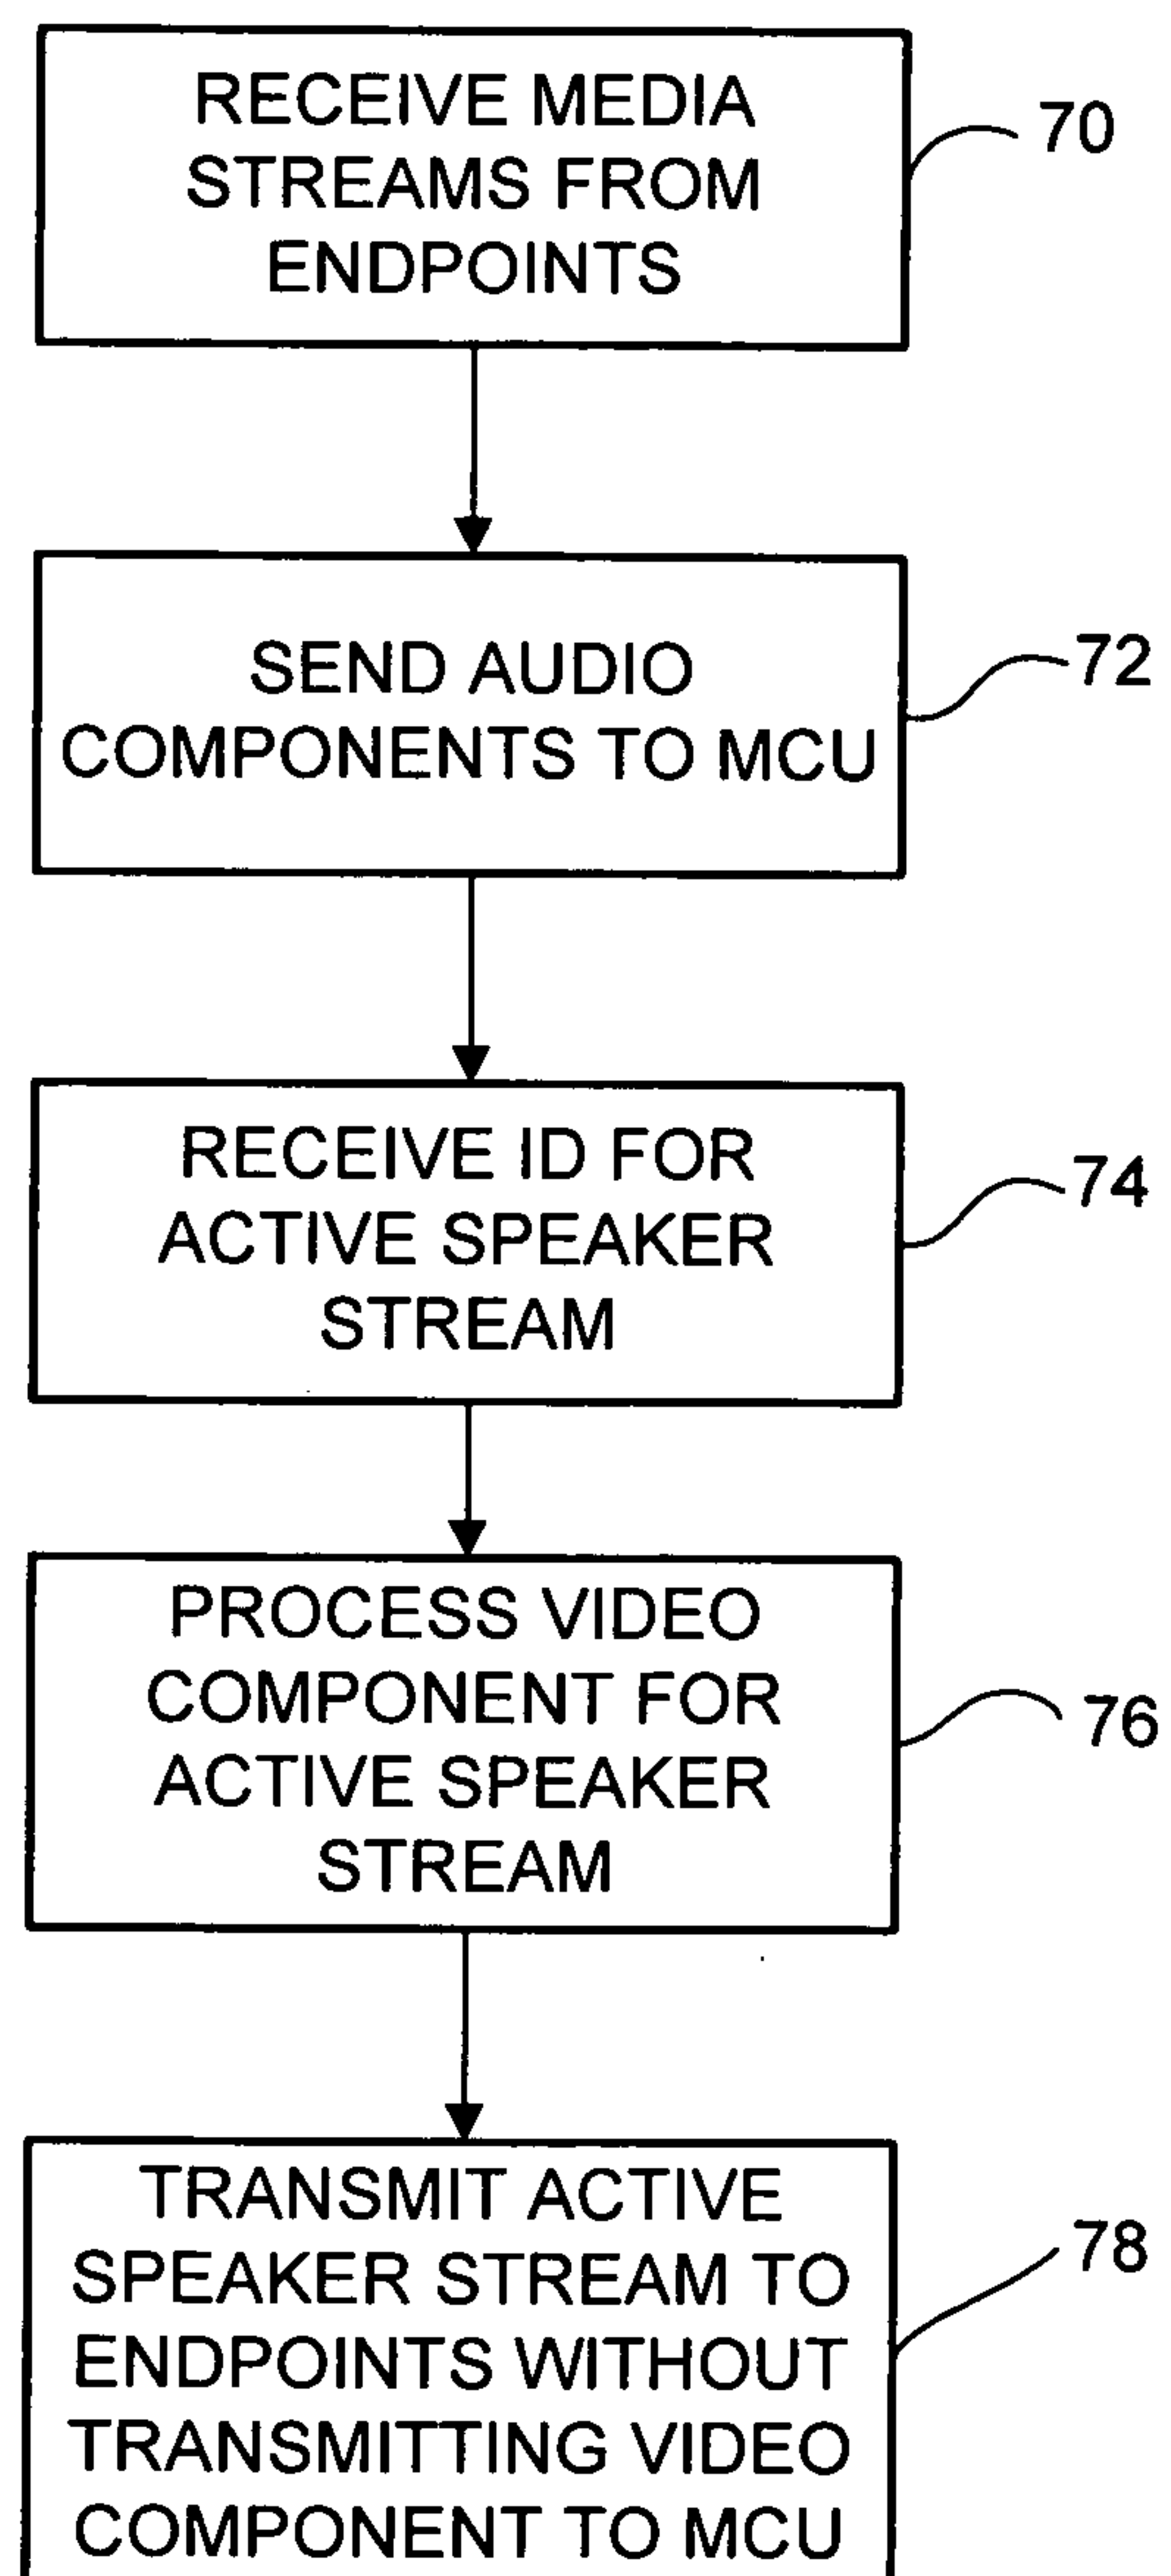 RECEIVE MEDIA
STREAMS FROM
ENDPOINTS
70
SEND AUDIO
COMPONENTS TO MCU
72
RECEIVE ID FOR
ACTIVE SPEAKER
STREAM
74
PROCESS VIDEO
COMPONENT FOR
ACTIVE SPEAKER
STREAM
76
TRANSMIT ACTIVE
SPEAKER STREAM TO
ENDPOINTS WITHOUT
TRANSMITTING VIDEO
COMPONENT TO MCU
78